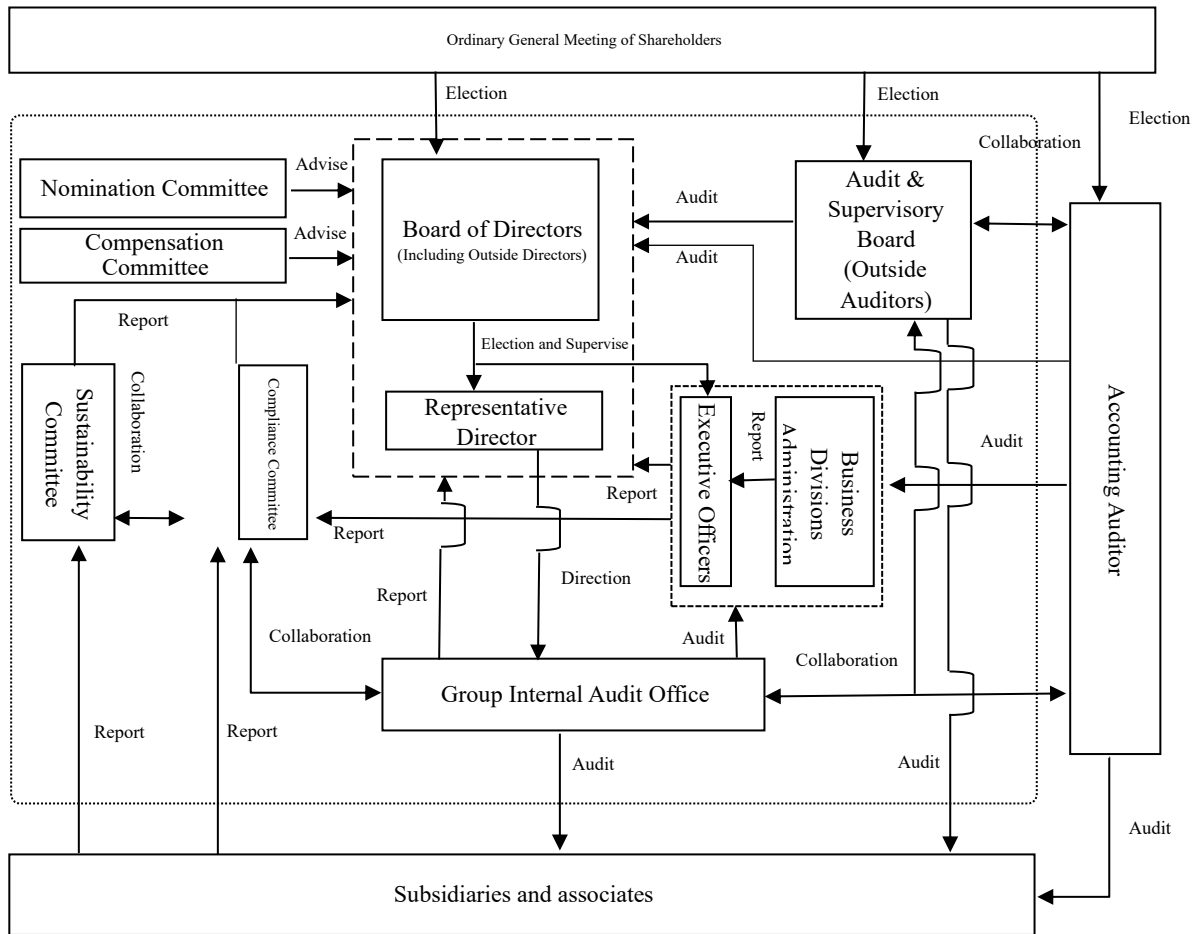 Ordinary General Meeting of Shareholders
Election
Election
Election
Collaboration
Nomination Committee
Advise
Compensation
Committee
Advise
Board of Directors
(Including Outside Directors)
Audit
Audit
Audit &
Supervisory
Board
(Outside
Auditors)
Report
Election and Supervise
Sustainability
Committee
Collaboration
Compliance Committee
Representative
Director
Executive Officers
Report
Business
Divisions
Administration
Audit
Accounting Auditor
Report
Report
Report
Direction
Collaboration
Audit
Collaboration
Group Internal Audit Office
Report
Report
Audit
Audit
Audit
Subsidiaries and associates